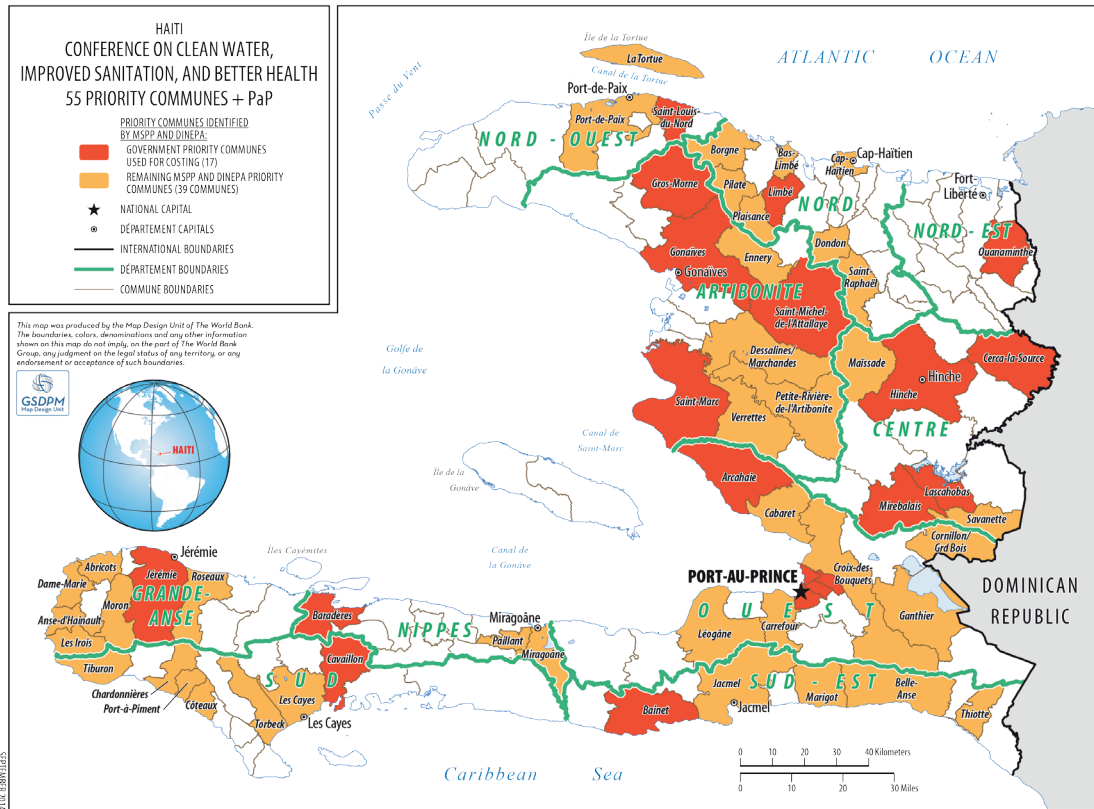 HAITI
CONFERENCE ON CLEAN WATER,
IMPROVED SANITATION, AND BETTER HEALTH
55 PRIORITY COMMUNES + PaP
PRIORITY COMMUNES IDENTIFIED
BY MSPP AND DINEPA:
GOVERNMENT PRIORITY COMMUNES
USED FOR COSTING (17)
REMAINING MSPP AND DINEPA PRIORITY
COMMUNES (39 COMMUNES)
NATIONAL CAPITAL
DÉPARTEMENT CAPITALS
INTERNATIONAL BOUNDARIES
DÉPARTEMENT BOUNDARIES
COMMUNE BOUNDARIES
This map was produced by the Map Design Unit of The World Bank.
The boundaries, colors, denominations and any other information
shown on this map do not imply, on the part of The World Bank
Group, any judgment on the legal status of any territory, or any
endorsement or acceptance of such boundaries.
GSDPM
Map Design Unit
HAITI
Île de la Tortue
La Tortue
Canal de la Tortue
ATLANTIC OCEAN
Passe du Vent
Port-de-Paix
Port-de-Paix
Saint-Louis-
du-Nord
NORD - OUEST
Borgne
Bas-
Limbé
Cap-
Haïtien
Cap-Haïtien
Gros-Morne
Pilate
Limbé
Fort-
Liberté
NORD
Plaisance
NORD - EST
Ouanaminthe
Gonaïves
Gonaïves
Ennery
Dondon
Saint-
Raphaël
ARTIBONITE
Saint-Michel-
de-l'Attallaye
Golfe de
la Gonâve
Dessalines/
Marchandes
Maïssade
Cerca-la-Source
Hinche
Hinche
Saint-Marc
Petite-Rivière-
de-l'Artibonite
Verrettes
CENTRE
Canal de
Saint-Marc
Île de la
Gonâve
Arcahaie
Lascahobas
Mirebalais
Cabaret
Savanette
Cornillon/
Grd Bois
Îles Cayémites
Canal de
la Gonâve
Jérémie
Abricots
Jérémie
Roseaux
Dame-Marie
GRANDE-
ANSE
Moron
Anse-d'Hainault
Les Irois
Baradères
NIPPES
Miragoâne
Paillant
Miragoâne
PORT-AU-PRINCE
Croix-des-
Bouquets
DOMINICAN
REPUBLIC
OUEST
Ganthier
Léogâne
Carrefour
Tiburon
Cavaillon
SUD
Chardonnières
Port-à-Piment
Côteaux
Les Cayes
Torbeck
Les Cayes
Jacmel
SUD - EST
Belle-
Anse
Marigot
Bainet
Jacmel
Thiotte
Caribbean Sea
0 10 20 30 40 Kilometers
0 10 20 30 Miles